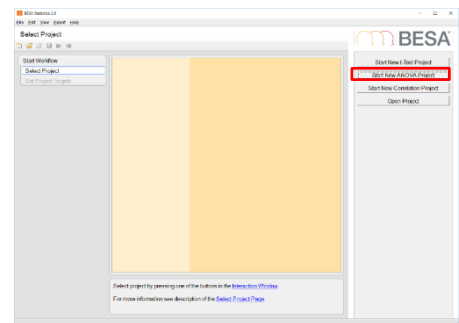 BESA Statistics 2.0
File Edit View Export Help
Select Project
BESA
Start Workflow
Select Project
Get Project Targets
Start New t-Test Project
Start New ANOVA Project
Start New Correlation Project
Open Project
Select project by pressing one of the buttons in the Interaction Window.
For more information see description of the Select Project Page.